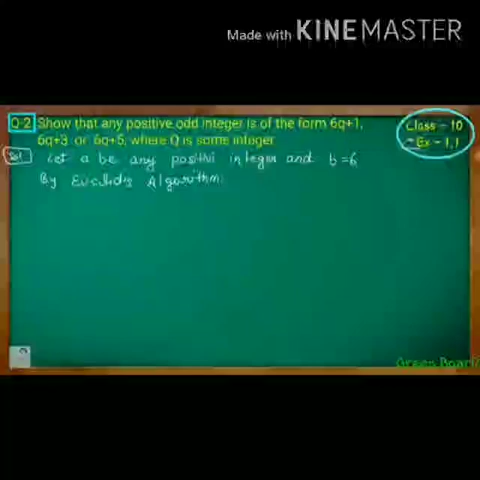 Made with KINEMASTER
Q-2 Show that any positive odd integer is of the form 6q+1,
6q+3 or 6q+5, where Q is some integer.
Class - 10
Ex - 1.1
Sol. Let a be any positive integer and b = 6
By Euclid's Algorithm.
Green Board